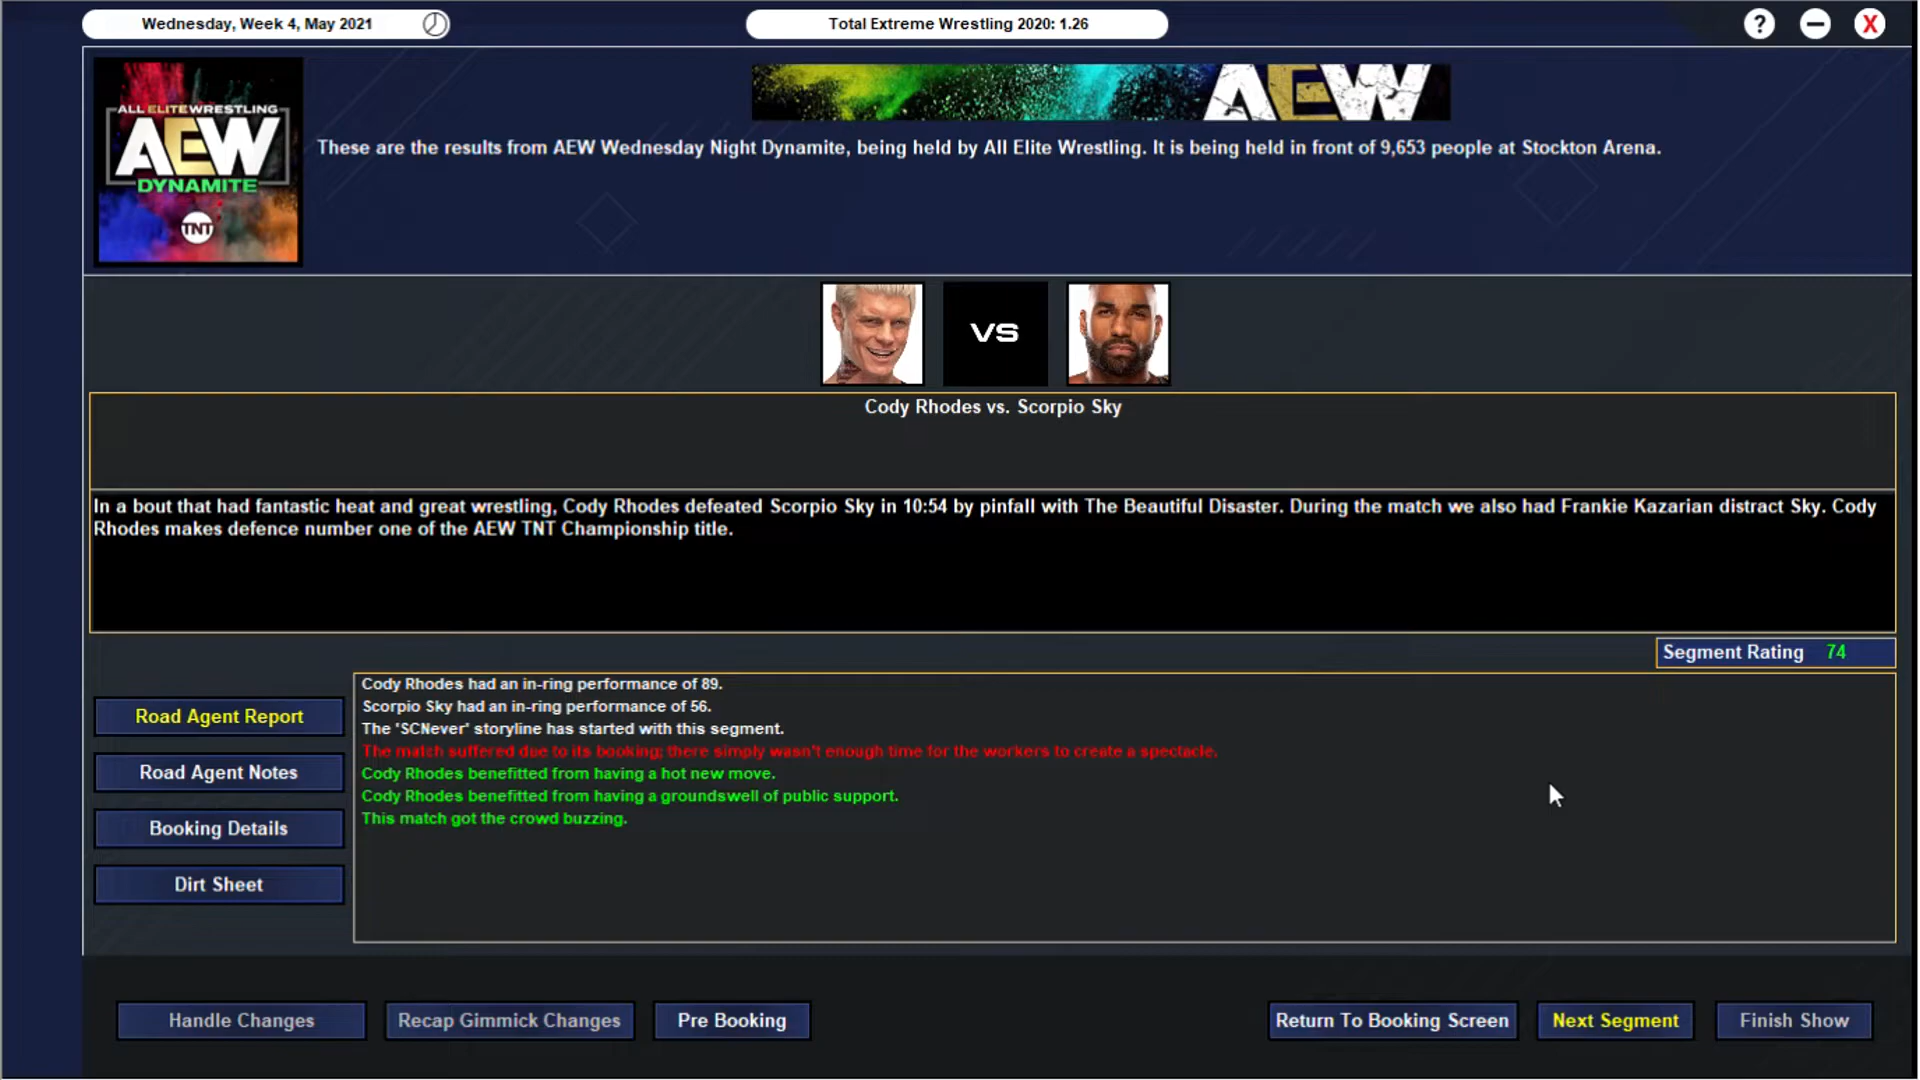 Wednesday, Week 4, May 2021
Total Extreme Wrestling 2020: 1.26
?
X
ALL ELITE WRESTLING
AEW
DYNAMITE
TNT
AEW
These are the results from AEW Wednesday Night Dynamite, being held by All Elite Wrestling. It is being held in front of 9,653 people at Stockton Arena.
VS
Cody Rhodes vs. Scorpio Sky
In a bout that had fantastic heat and great wrestling, Cody Rhodes defeated Scorpio Sky in 10:54 by pinfall with The Beautiful Disaster. During the match we also had Frankie Kazarian distract Sky. Cody
Rhodes makes defence number one of the AEW TNT Championship title.
Segment Rating 74
Road Agent Report
Road Agent Notes
Booking Details
Dirt Sheet
Cody Rhodes had an in-ring performance of 89.
Scorpio Sky had an in-ring performance of 56.
The 'SCNever' storyline has started with this segment.
The match suffered due to its booking; there simply wasn't enough time for the workers to create a spectacle.
Cody Rhodes benefitted from having a hot new move.
Cody Rhodes benefitted from having a groundswell of public support.
This match got the crowd buzzing.
Handle Changes
Recap Gimmick Changes
Pre Booking
Return To Booking Screen
Next Segment
Finish Show